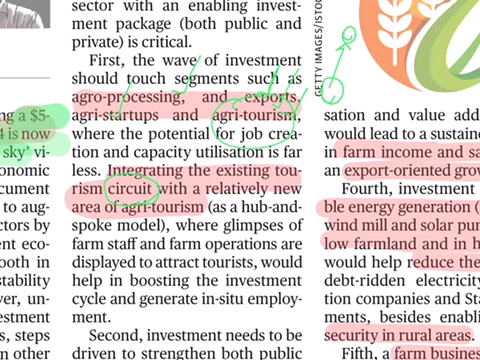 sector with an enabling invest-
ment package (both public and
private) is critical.
First, the wave of investment
should touch segments such as
agro-processing, and exports,
agri-startups and agri-tourism,
where the potential for job crea-
tion and capacity utilisation is far
less. Integrating the existing tou-
rism circuit with a relatively new
area of agri-tourism (as a hub-and-
spoke model), where glimpses of
farm staff and farm operations are
displayed to attract tourists, would
help in boosting the investment
cycle and generate in-situ employ-
ment.
Second, investment needs to be
driven to strengthen both public
ng a $5-
4 is now
sky’ vi-
onomic
cument
to aug-
ctors by
ent eco-
ooth in
stability
ver, un-
estment
s, steps
n other
GETTY IMAGES/ISTO
sation and value add
would lead to a sustaine
in farm income and sa
an export-oriented grow
Fourth, investment
ble energy generation (
wind mill and solar pum
low farmland and in h
would help reduce the
debt-ridden electricity
tion companies and Sta
ments, besides enabli
security in rural areas.
Fifth, a farm business